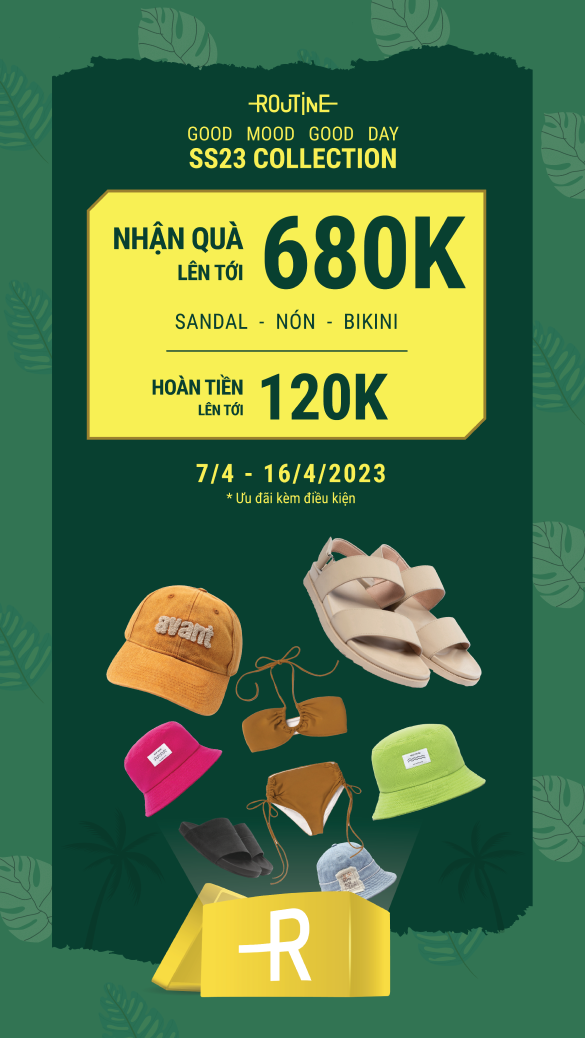 ROUTINE
GOOD MOOD GOOD DAY
SS23 COLLECTION
NHẬN QUÀ
LÊN TỚI
680K
SANDAL - NÓN - BIKINI
HOÀN TIỀN
LÊN TỚI
120K
7/4 - 16/4/2023
* Ưu đãi kèm điều kiện
avant
R